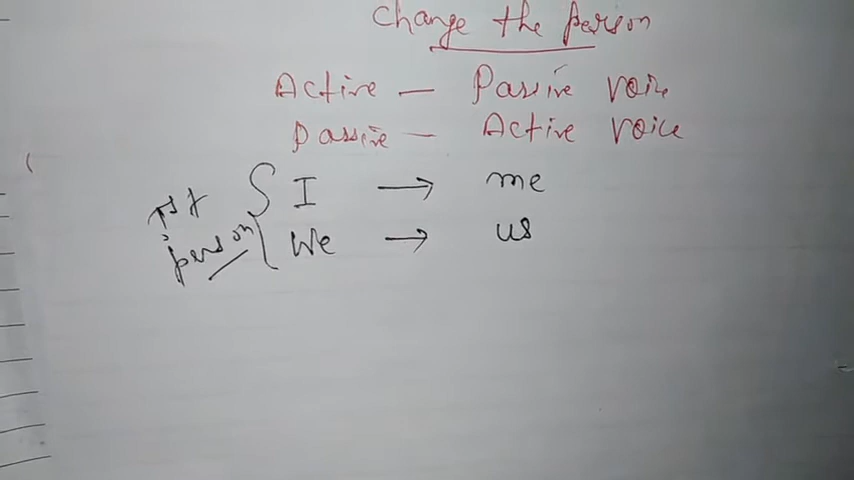 change the person
Active — Passive voice
Passive — Active voice
1st person
I → me
We → us